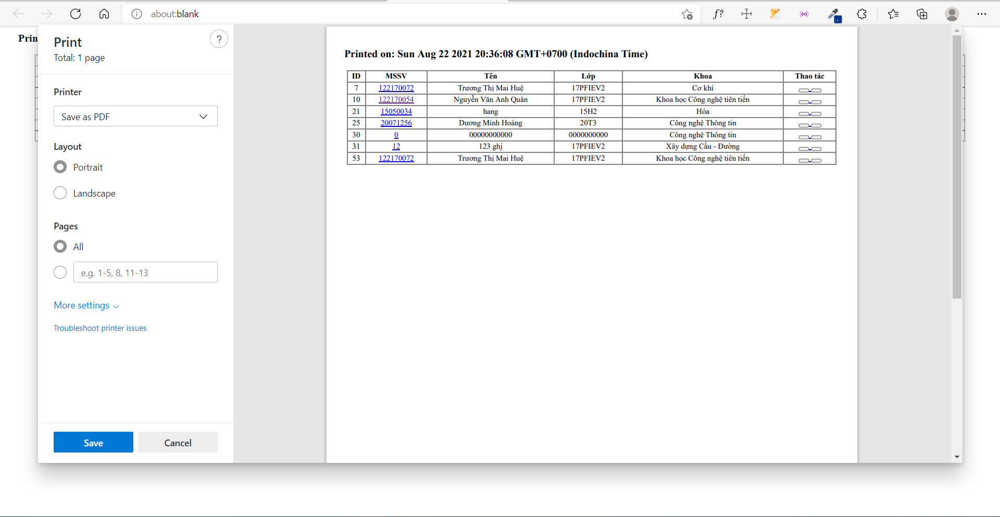 about:blank
f?
Prin
Print
Total: 1 page
?
Printer
Save as PDF
Layout
Portrait
Landscape
Pages
All
e.g. 1-5, 8, 11-13
More settings
Troubleshoot printer issues
Save Cancel
Printed on: Sun Aug 22 2021 20:36:08 GMT+0700 (Indochina Time)
ID MSSV Tên Lớp Khoa Thao tác
7 122170072 Trương Thị Mai Huệ 17PFIEV2 Cơ khí
10 122170054 Nguyễn Văn Anh Quân 17PFIEV2 Khoa học Công nghệ tiên tiến
21 15050034 hang 15H2 Hóa
25 20071256 Dương Minh Hoàng 20T3 Công nghệ Thông tin
30 0 00000000000 0000000000 Công nghệ Thông tin
31 12 123 ghj 17PFIEV2 Xây dựng Cầu - Đường
53 122170072 Trương Thị Mai Huệ 17PFIEV2 Khoa học Công nghệ tiên tiến